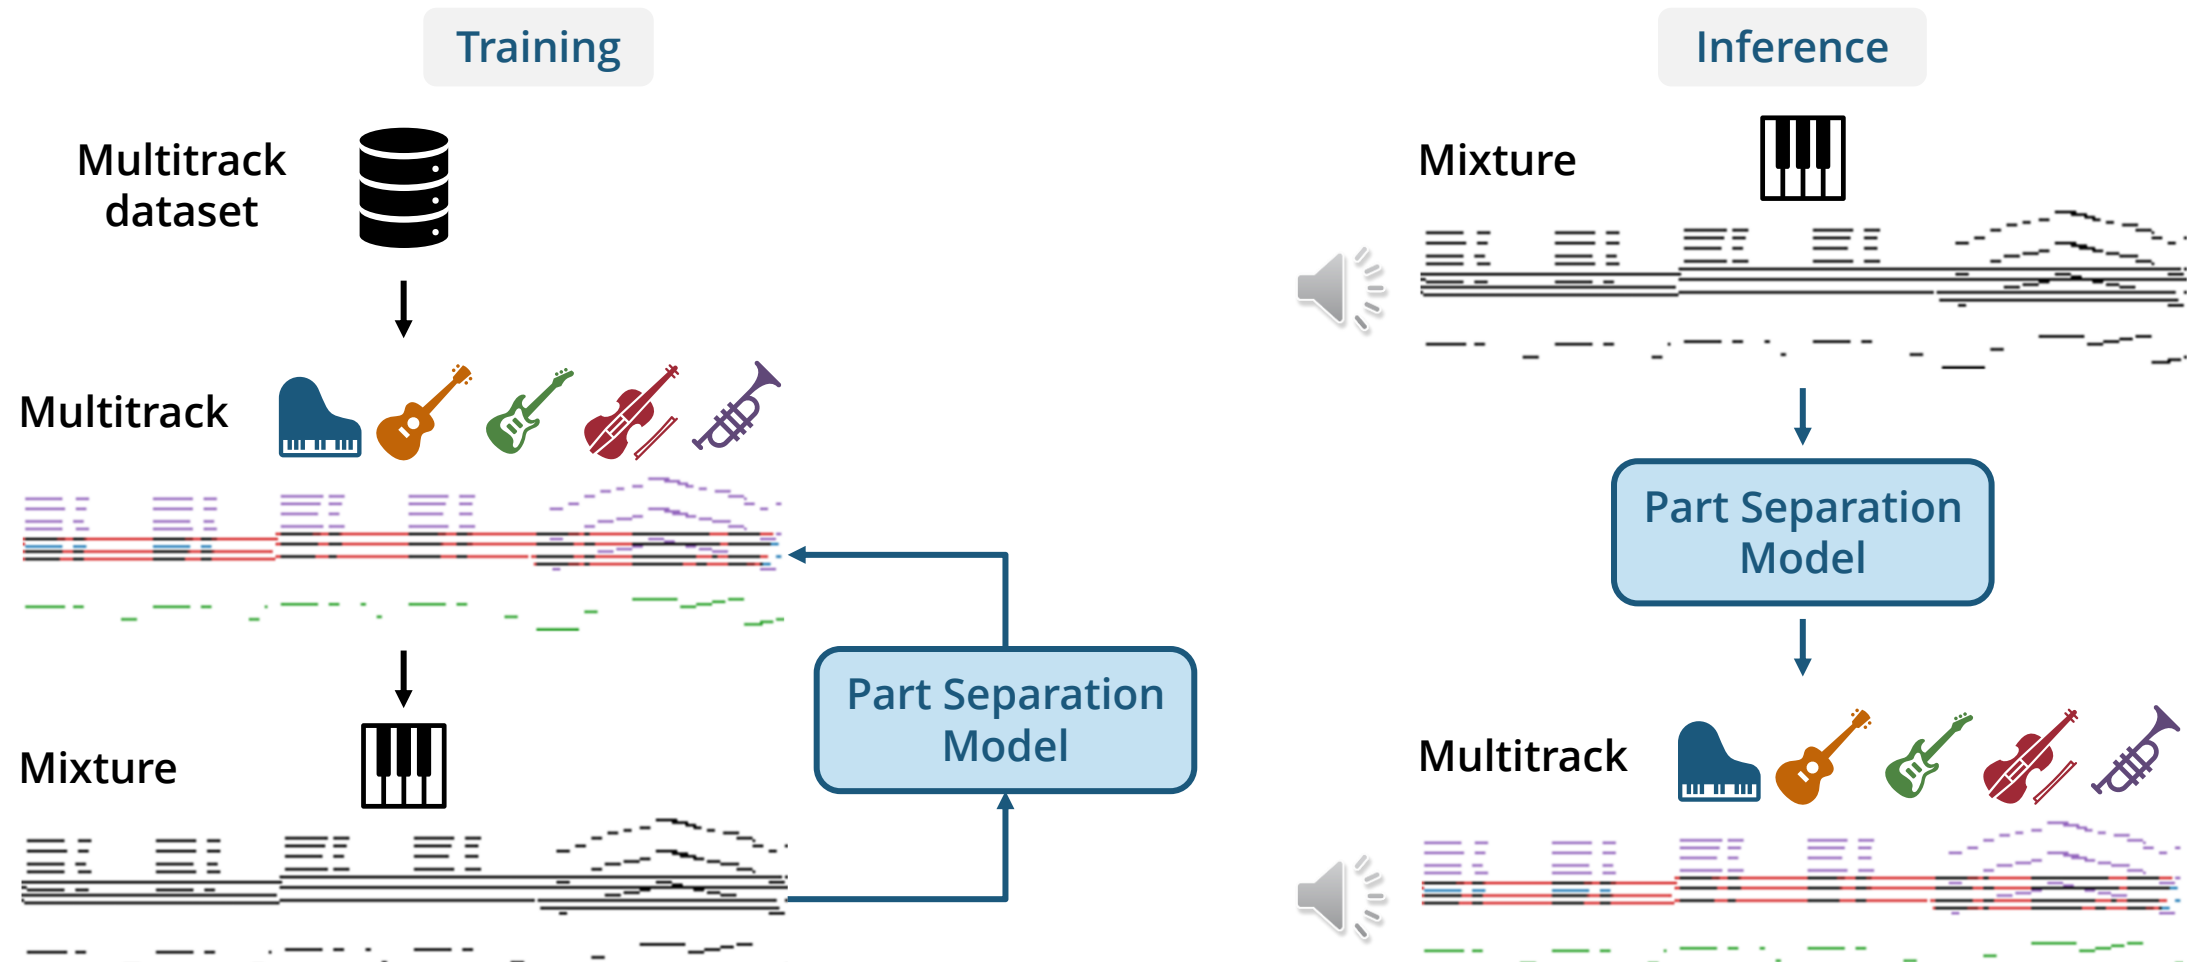 Training
Multitrack
dataset
Multitrack
Mixture
Part Separation
Model
Inference
Mixture
Part Separation
Model
Multitrack